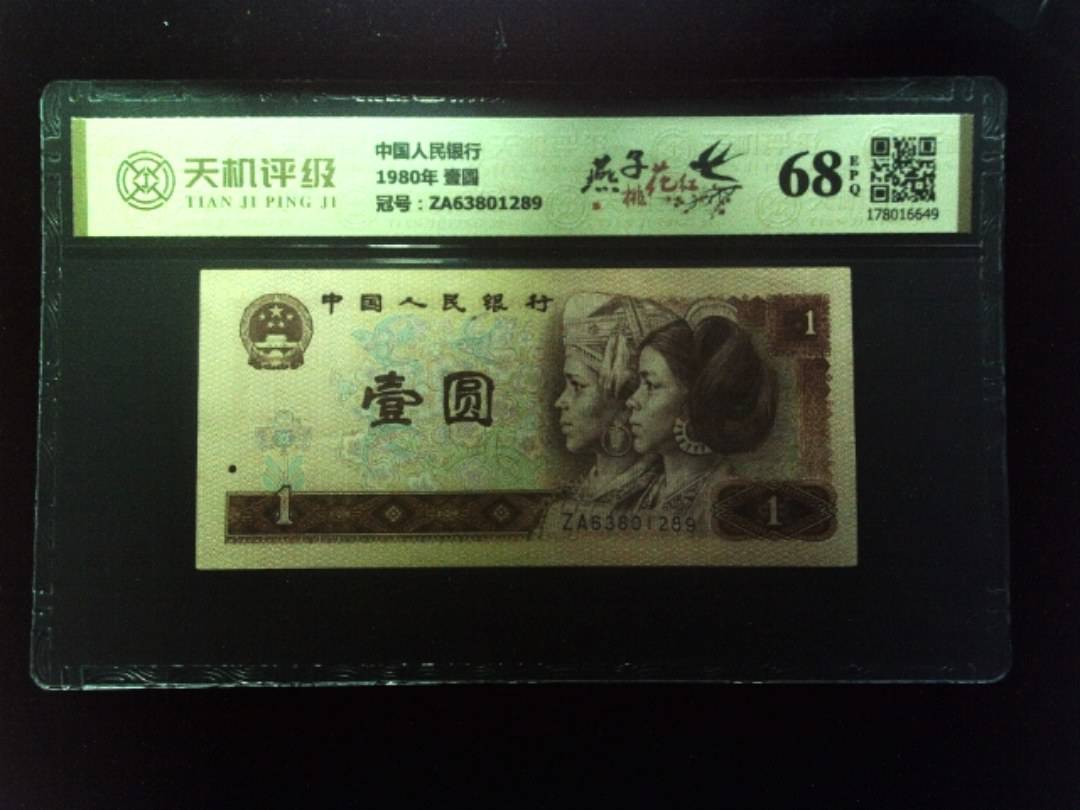 天机评级
TIAN JI PING JI
中国人民银行
1980年 壹圆
冠号：ZA63801289
燕子
桃花红
68
EPQ
178016649
中国人民银行
1
壹圆
1
ZA63801289
1